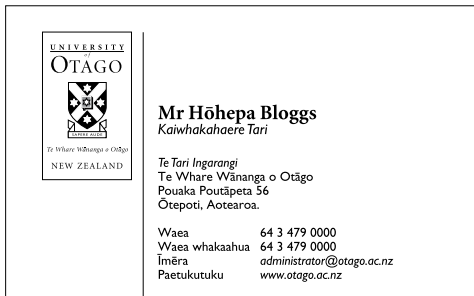 UNIVERSITY
of
OTAGO
SAPERE AUDE
Te Whare Wānanga o Otāgo
NEW ZEALAND
Mr Hōhepa Bloggs
Kaiwhakahaere Tari
Te Tari Ingarangi
Te Whare Wānanga o Otāgo
Pouaka Poutāpeta 56
Ōtepoti, Aotearoa.
Waea 64 3 479 0000
Waea whakaahua 64 3 479 0000
Īmēra administrator@otago.ac.nz
Paetukutuku www.otago.ac.nz